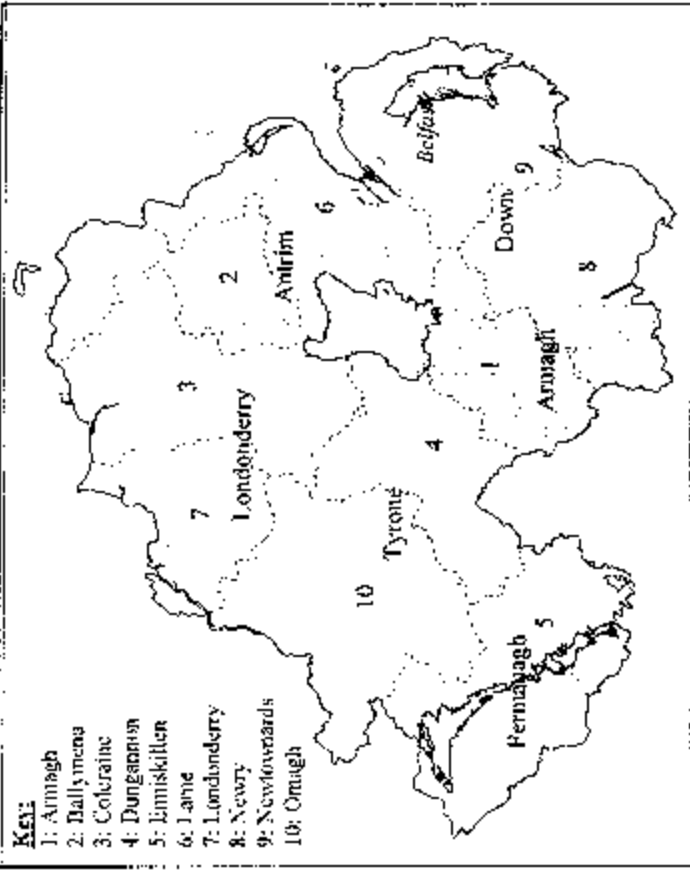 Key:
1: Armagh
2: Ballymena
3: Coleraine
4: Dungannon
5: Enniskillen
6: Larne
7: Londonderry
8: Newry
9: Newtownards
10: Omagh
2
Antrim
6
3
Londonderry
7
Belfast
9
Down
8
1
Armagh
4
Tyrone
10
Fermanagh
5